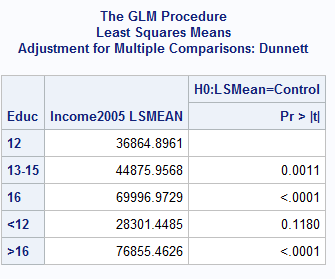 The GLM Procedure
Least Squares Means
Adjustment for Multiple Comparisons: Dunnett
H0:LSMean=Control
Educ Income2005 LSMEAN Pr > |t|
12 36864.8961
13-15 44875.9568 0.0011
16 69996.9729 <.0001
<12 28301.4485 0.1180
>16 76855.4626 <.0001